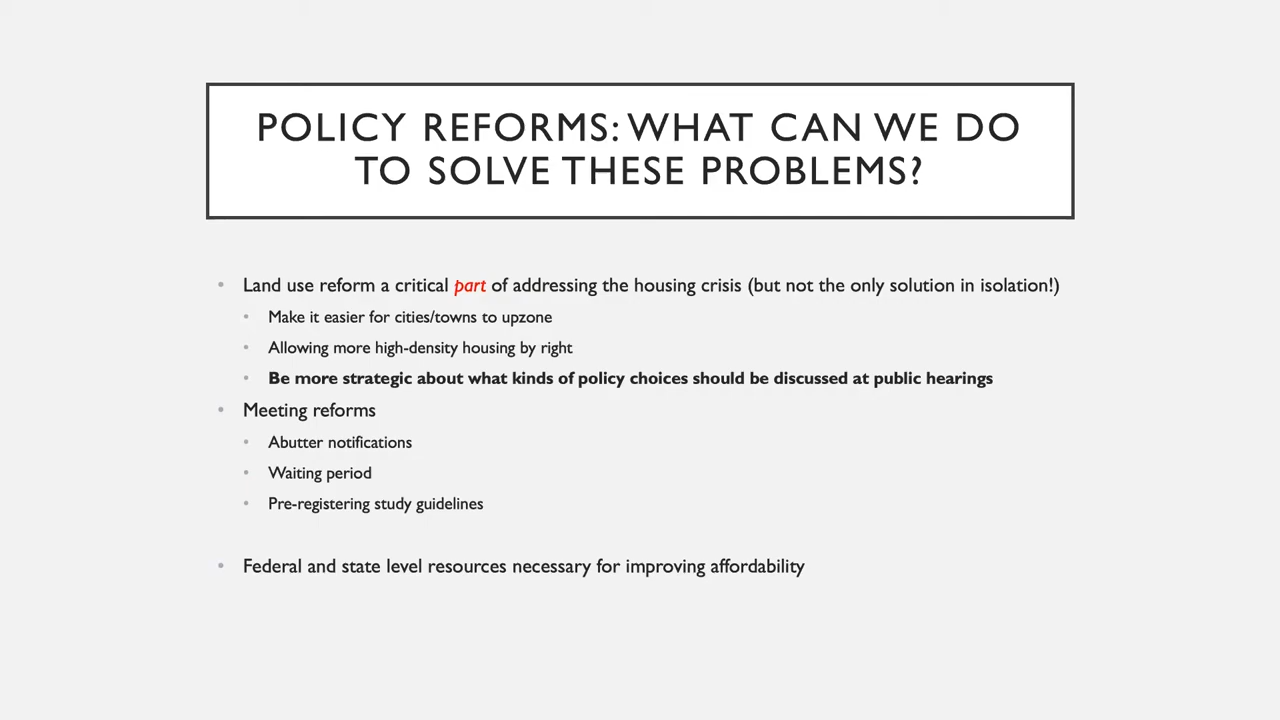 POLICY REFORMS: WHAT CAN WE DO
TO SOLVE THESE PROBLEMS?
• Land use reform a critical part of addressing the housing crisis (but not the only solution in isolation!)
• Make it easier for cities/towns to upzone
• Allowing more high-density housing by right
• Be more strategic about what kinds of policy choices should be discussed at public hearings
• Meeting reforms
• Abutter notifications
• Waiting period
• Pre-registering study guidelines
• Federal and state level resources necessary for improving affordability